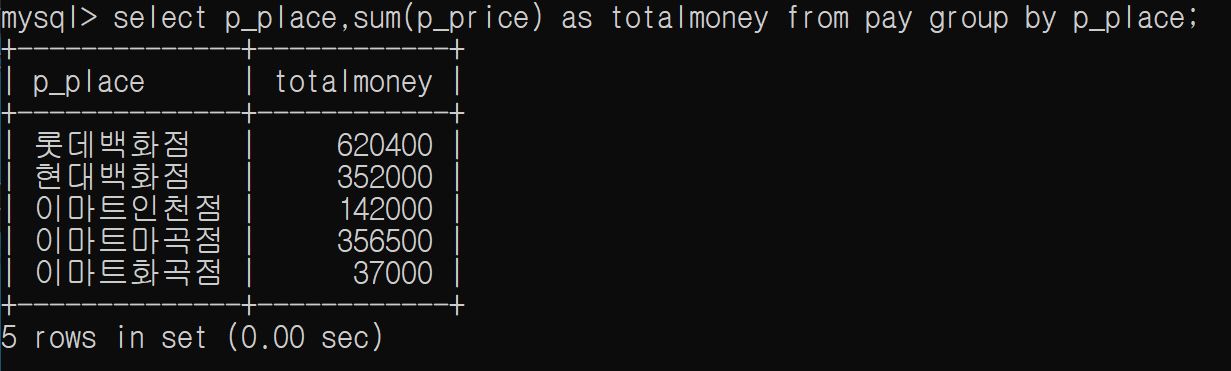 mysql> select p_place,sum(p_price) as totalmoney from pay group by p_place;
+--------------+------------+
| p_place      | totalmoney |
+--------------+------------+
| 롯데백화점   |     620400 |
| 현대백화점   |     352000 |
| 이마트인천점 |     142000 |
| 이마트마곡점 |     356500 |
| 이마트화곡점 |      37000 |
+--------------+------------+
5 rows in set (0.00 sec)